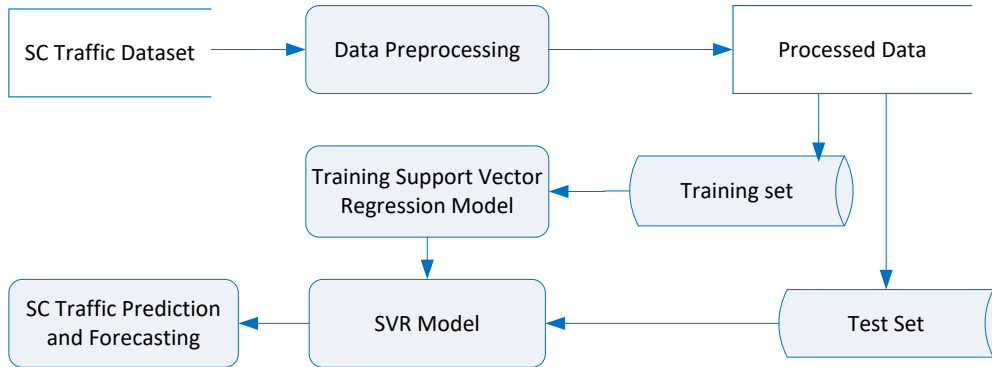 SC Traffic Dataset
Data Preprocessing
Processed Data
Training Support Vector
Regression Model
Training set
SC Traffic Prediction
and Forecasting
SVR Model
Test Set